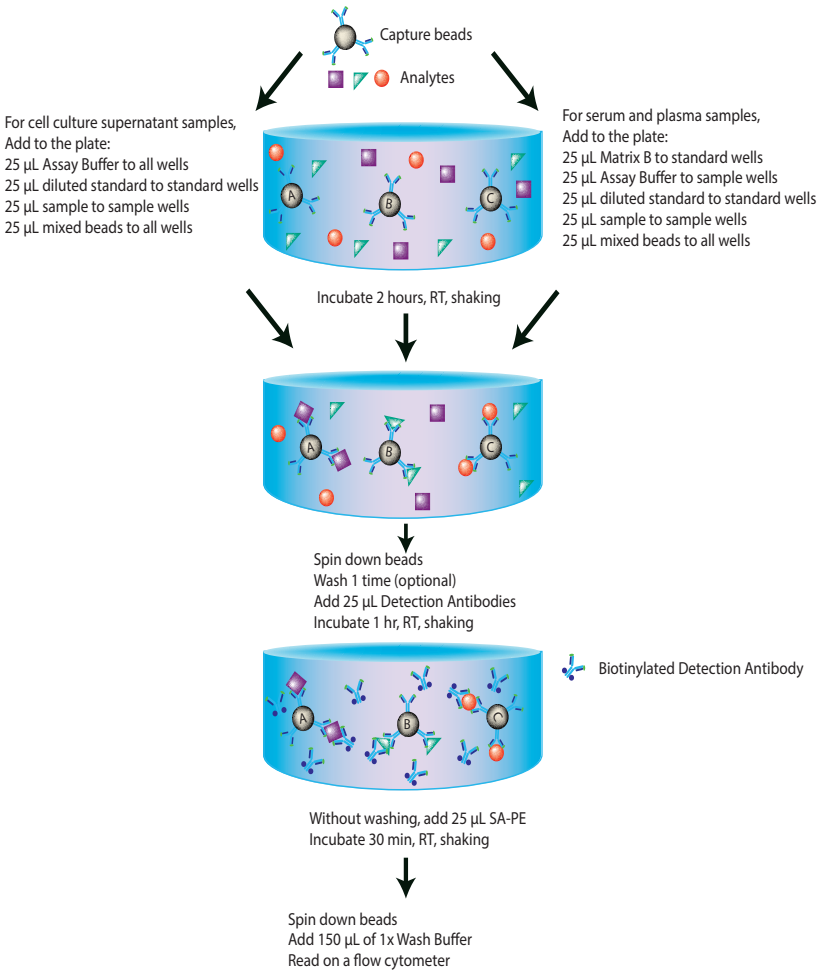 Capture beads
Analytes
For cell culture supernatant samples,
Add to the plate:
25 µL Assay Buffer to all wells
25 µL diluted standard to standard wells
25 µL sample to sample wells
25 µL mixed beads to all wells
For serum and plasma samples,
Add to the plate:
25 µL Matrix B to standard wells
25 µL Assay Buffer to sample wells
25 µL diluted standard to standard wells
25 µL sample to sample wells
25 µL mixed beads to all wells
A
B
C
Incubate 2 hours, RT, shaking
A
B
C
Spin down beads
Wash 1 time (optional)
Add 25 µL Detection Antibodies
Incubate 1 hr, RT, shaking
Biotinylated Detection Antibody
A
B
C
Without washing, add 25 µL SA-PE
Incubate 30 min, RT, shaking
Spin down beads
Add 150 µL of 1x Wash Buffer
Read on a flow cytometer